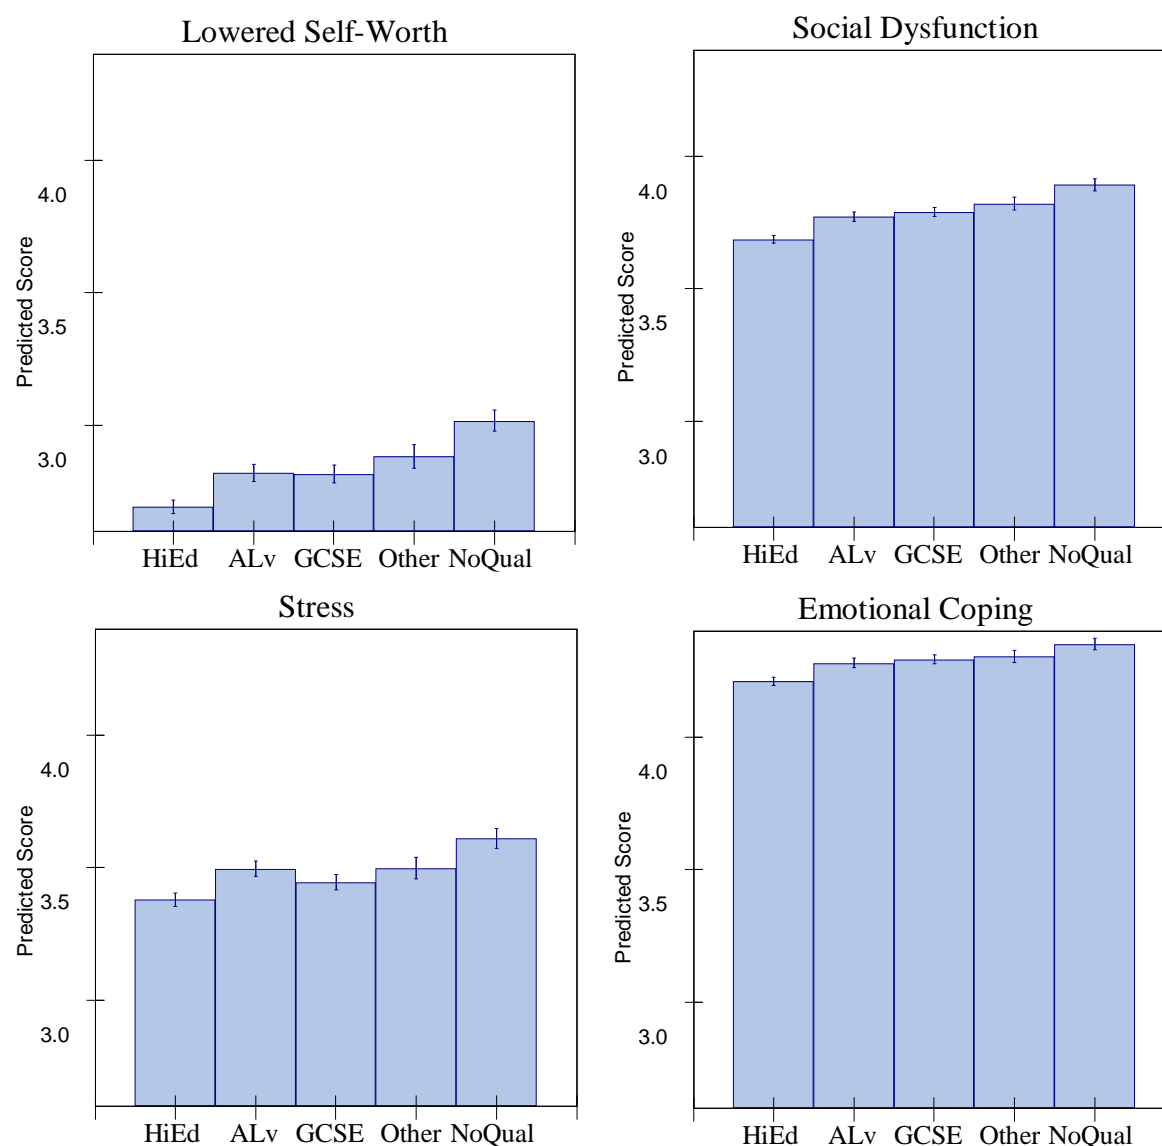 Lowered Self-Worth
Predicted Score
4.0
3.5
3.0
HiEd ALv GCSE Other NoQual
Social Dysfunction
Predicted Score
4.0
3.5
3.0
HiEd ALv GCSE Other NoQual
Stress
Predicted Score
4.0
3.5
3.0
HiEd ALv GCSE Other NoQual
Emotional Coping
Predicted Score
4.0
3.5
3.0
HiEd ALv GCSE Other NoQual